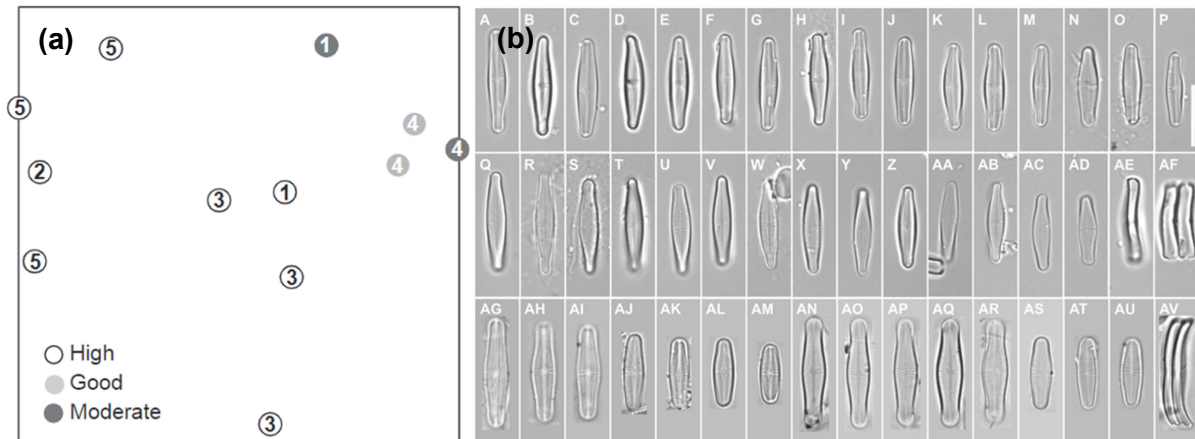 (a)
5
1
5
4
4
4
2
3
1
5
3
High
Good
Moderate
3
(b)
A B C D E F G H I J K L M N O P
Q R S T U V W X Y Z AA AB AC AD AE AF
AG AH AI AJ AK AL AM AN AO AP AQ AR AS AT AU AV